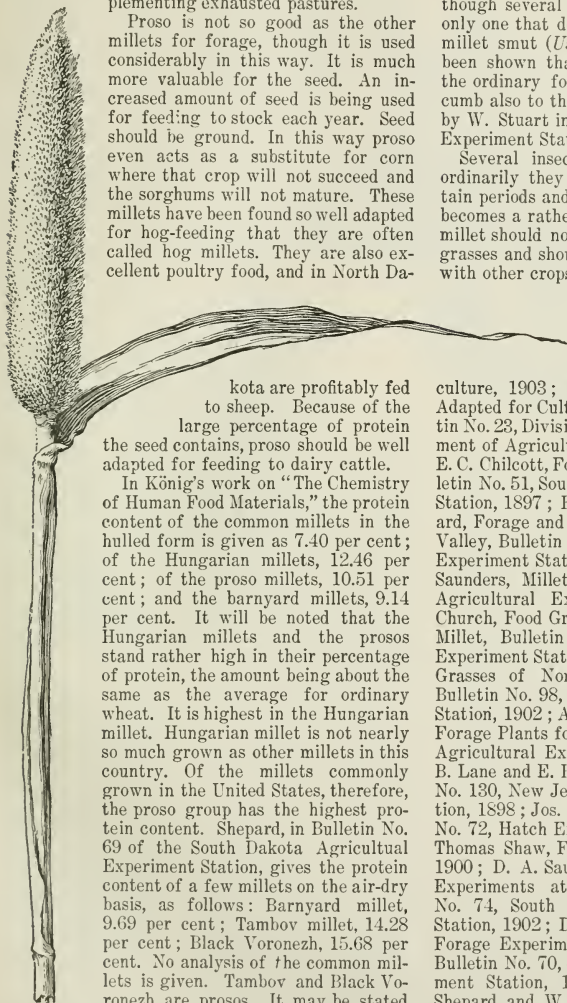 plementing exhausted pastures.
Proso is not so good as the other
millets for forage, though it is used
considerably in this way. It is much
more valuable for the seed. An in-
creased amount of seed is being used
for feeding to stock each year. Seed
should be ground. In this way proso
even acts as a substitute for corn
where that crop will not succeed and
the sorghums will not mature. These
millets have been found so well adapted
for hog-feeding that they are often
called hog millets. They are also ex-
cellent poultry food, and in North Da-
kota are profitably fed
to sheep. Because of the
large percentage of protein
the seed contains, proso should be well
adapted for feeding to dairy cattle.
In König's work on "The Chemistry
of Human Food Materials," the protein
content of the common millets in the
hulled form is given as 7.40 per cent;
of the Hungarian millets, 12.46 per
cent; of the proso millets, 10.51 per
cent; and the barnyard millets, 9.14
per cent. It will be noted that the
Hungarian millets and the prosos
stand rather high in their percentage
of protein, the amount being about the
same as the average for ordinary
wheat. It is highest in the Hungarian
millet. Hungarian millet is not nearly
so much grown as other millets in this
country. Of the millets commonly
grown in the United States, therefore,
the proso group has the highest pro-
tein content. Shepard, in Bulletin No.
69 of the South Dakota Agricultual
Experiment Station, gives the protein
content of a few millets on the air-dry
basis, as follows: Barnyard millet,
9.69 per cent; Tambov millet, 14.28
per cent; Black Voronezh, 15.68 per
cent. No analysis of the common mil-
lets is given. Tambov and Black Vo-
ronezh are prosos. It may be stated
though several
only one that d
millet smut (U
been shown tha
the ordinary fo
cumb also to th
by W. Stuart in
Experiment Sta
Several insec
ordinarily they
tain periods and
becomes a rathe
millet should no
grasses and shou
with other crops
culture, 1903;
Adapted for Cult
tin No. 23, Divisi
ment of Agricul
E. C. Chilcott, Fo
letin No. 51, Sou
Station, 1897; 
ard, Forage and
Valley, Bulletin
Experiment Stat
Saunders, Millet
Agricultural Ex
Church, Food Gr
Millet, Bulletin
Experiment Stat
Grasses of Nor
Bulletin No. 98,
Station, 1902; A
Forage Plants fo
Agricultural Ex
B. Lane and E. 
No. 130, New Je
tion, 1898; Jos.
No. 72, Hatch E
Thomas Shaw, F
1900; D. A. Sau
Experiments at
No. 74, South
Station, 1902; D
Forage Experim
Bulletin No. 70,
ment Station, 1
Shepard and W